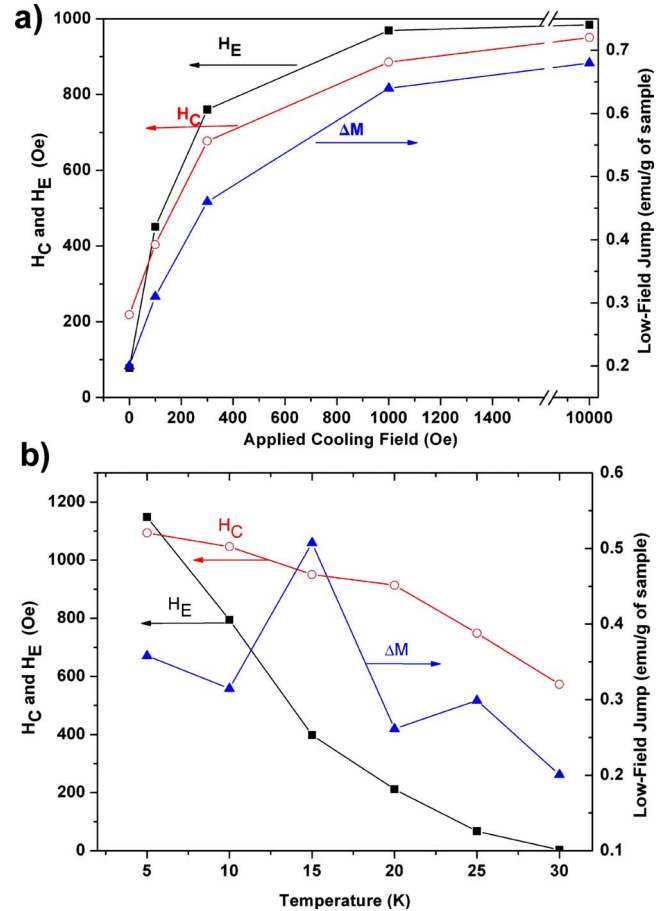 a)
1000
800
600
400
200
0
H_C and H_E (Oe)
H_E
H_C
ΔM
0.7
0.6
0.5
0.4
0.3
0.2
Low-Field Jump (emu/g of sample)
0 200 400 600 800 1000 1200 1400 10000
Applied Cooling Field (Oe)
b)
1200
1000
800
600
400
200
0
H_C and H_E (Oe)
H_C
H_E
ΔM
0.6
0.5
0.4
0.3
0.2
0.1
Low-Field Jump (emu/g of sample)
5 10 15 20 25 30
Temperature (K)